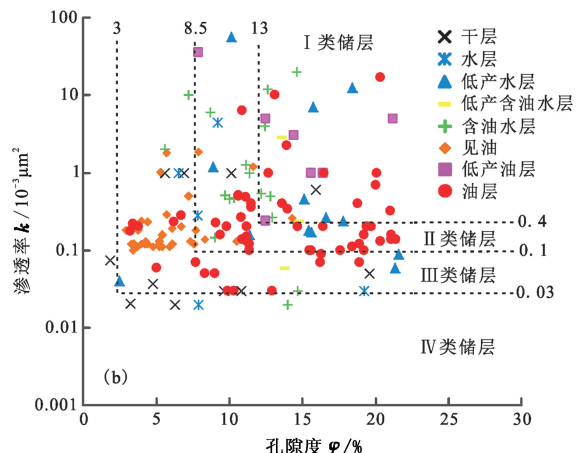 3 8.5 13
Ⅰ类储层
干层
水层
低产水层
低产含油水层
含油水层
见油
低产油层
油层
100
10
1
0.1
0.01
0.001
渗透率 k /10⁻³μm²
0.4
Ⅱ类储层
0.1
Ⅲ类储层
0.03
Ⅳ类储层
(b)
0 5 10 15 20 25 30
孔隙度 φ/%